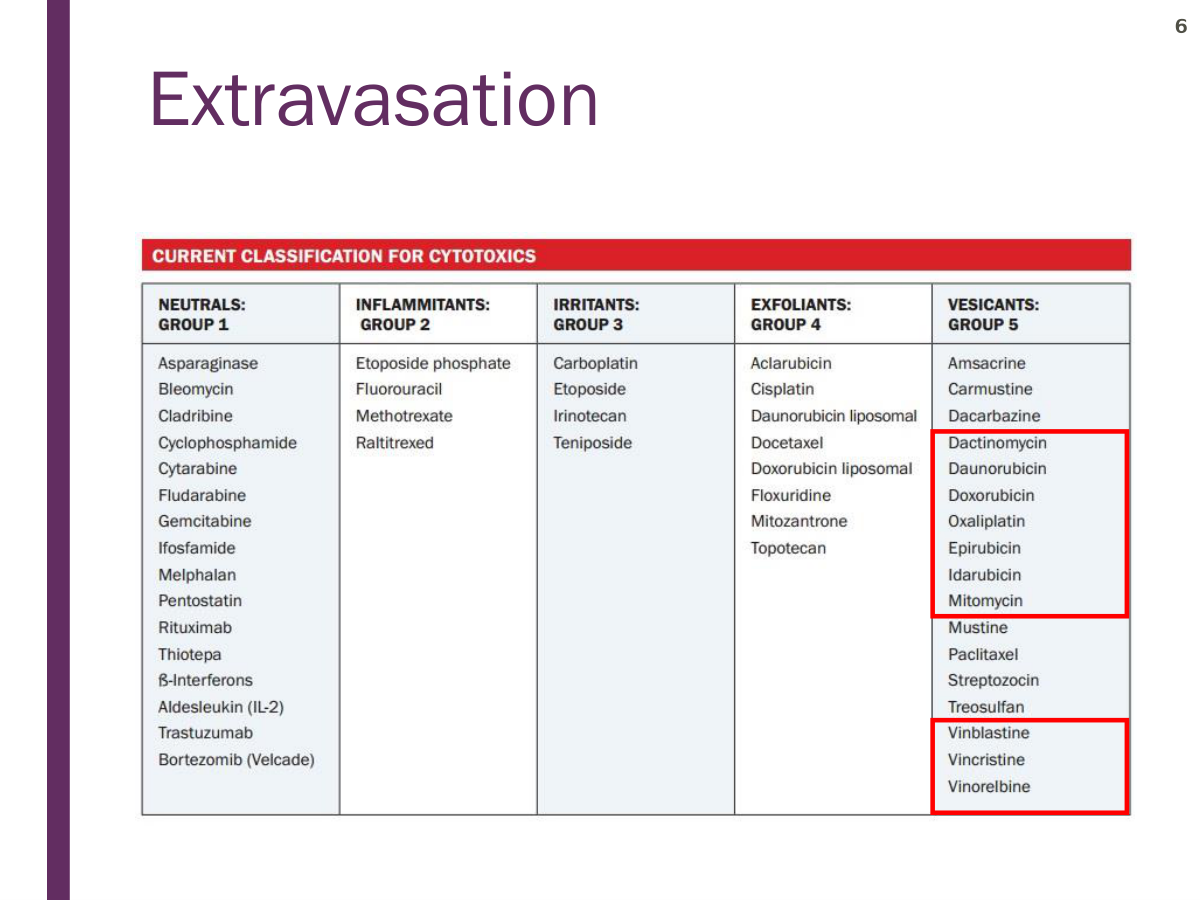 6
Extravasation
CURRENT CLASSIFICATION FOR CYTOTOXICS
NEUTRALS:
GROUP 1
Asparaginase
Bleomycin
Cladribine
Cyclophosphamide
Cytarabine
Fludarabine
Gemcitabine
Ifosfamide
Melphalan
Pentostatin
Rituximab
Thiotepa
ß-Interferons
Aldesleukin (IL-2)
Trastuzumab
Bortezomib (Velcade)
INFLAMMITANTS:
GROUP 2
Etoposide phosphate
Fluorouracil
Methotrexate
Raltitrexed
IRRITANTS:
GROUP 3
Carboplatin
Etoposide
Irinotecan
Teniposide
EXFOLIANTS:
GROUP 4
Aclarubicin
Cisplatin
Daunorubicin liposomal
Docetaxel
Doxorubicin liposomal
Floxuridine
Mitozantrone
Topotecan
VESICANTS:
GROUP 5
Amsacrine
Carmustine
Dacarbazine
Dactinomycin
Daunorubicin
Doxorubicin
Oxaliplatin
Epirubicin
Idarubicin
Mitomycin
Mustine
Paclitaxel
Streptozocin
Treosulfan
Vinblastine
Vincristine
Vinorelbine